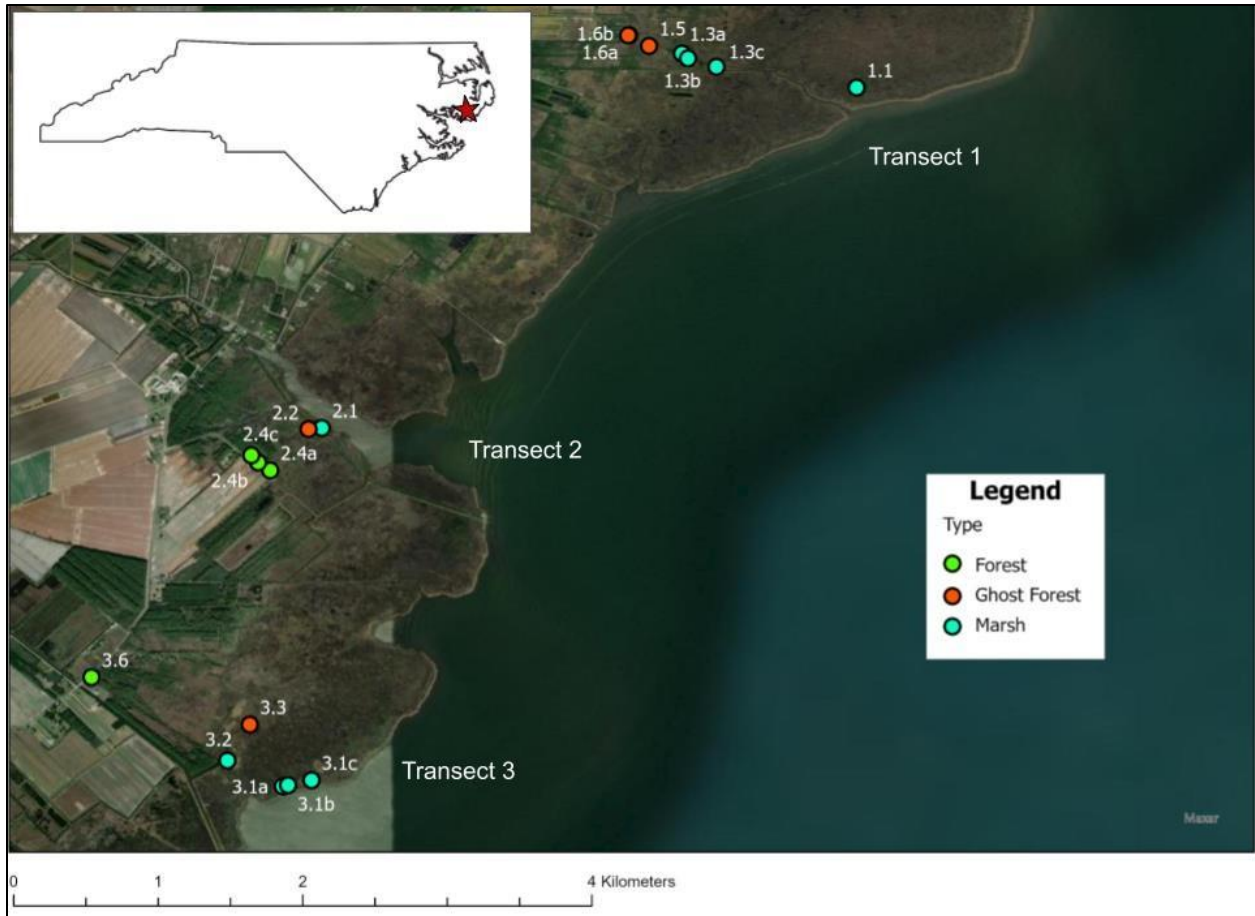 1.6b
1.5
1.3a
1.3c
1.6a
1.3b
1.1
Transect 1
2.2
2.1
2.4c
Transect 2
2.4a
2.4b
Legend
Type
Forest
Ghost Forest
Marsh
3.6
3.3
3.2
3.1c
Transect 3
3.1a
3.1b
Maxar
0 1 2 4 Kilometers